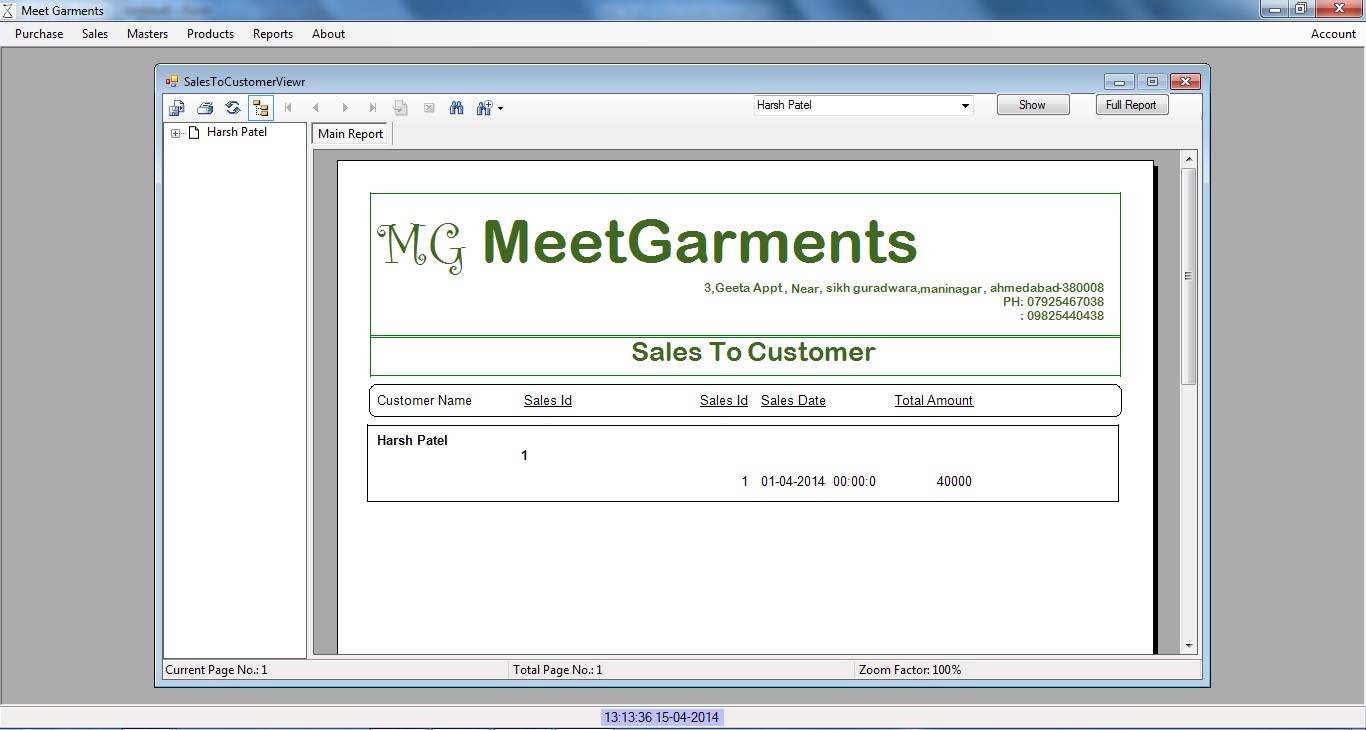 Meet Garments
Purchase Sales Masters Products Reports About Account
SalesToCustomerViewr
Harsh Patel Show Full Report
Harsh Patel
Main Report
MG MeetGarments
3,Geeta Appt, Near, sikh guradwara,maninagar, ahmedabad-380008
PH: 07925467038
: 09825440438
Sales To Customer
Customer Name Sales Id Sales Id Sales Date Total Amount
Harsh Patel
1
1 01-04-2014 00:00:0 40000
Current Page No.: 1 Total Page No.: 1 Zoom Factor: 100%
13:13:36 15-04-2014